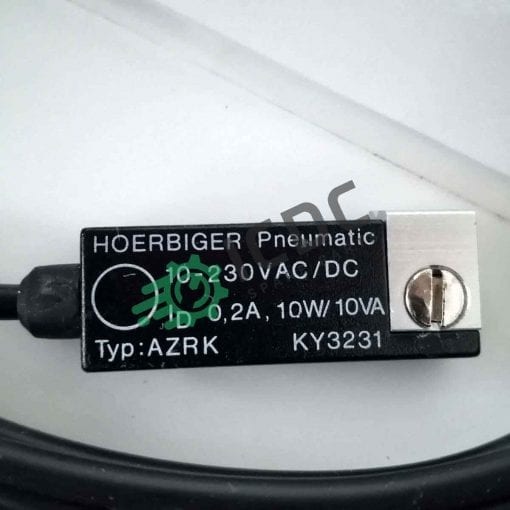 HOERBIGER Pneumatic
10-230VAC/DC
ID 0,2A, 10W/10VA
Typ:AZRK KY3231